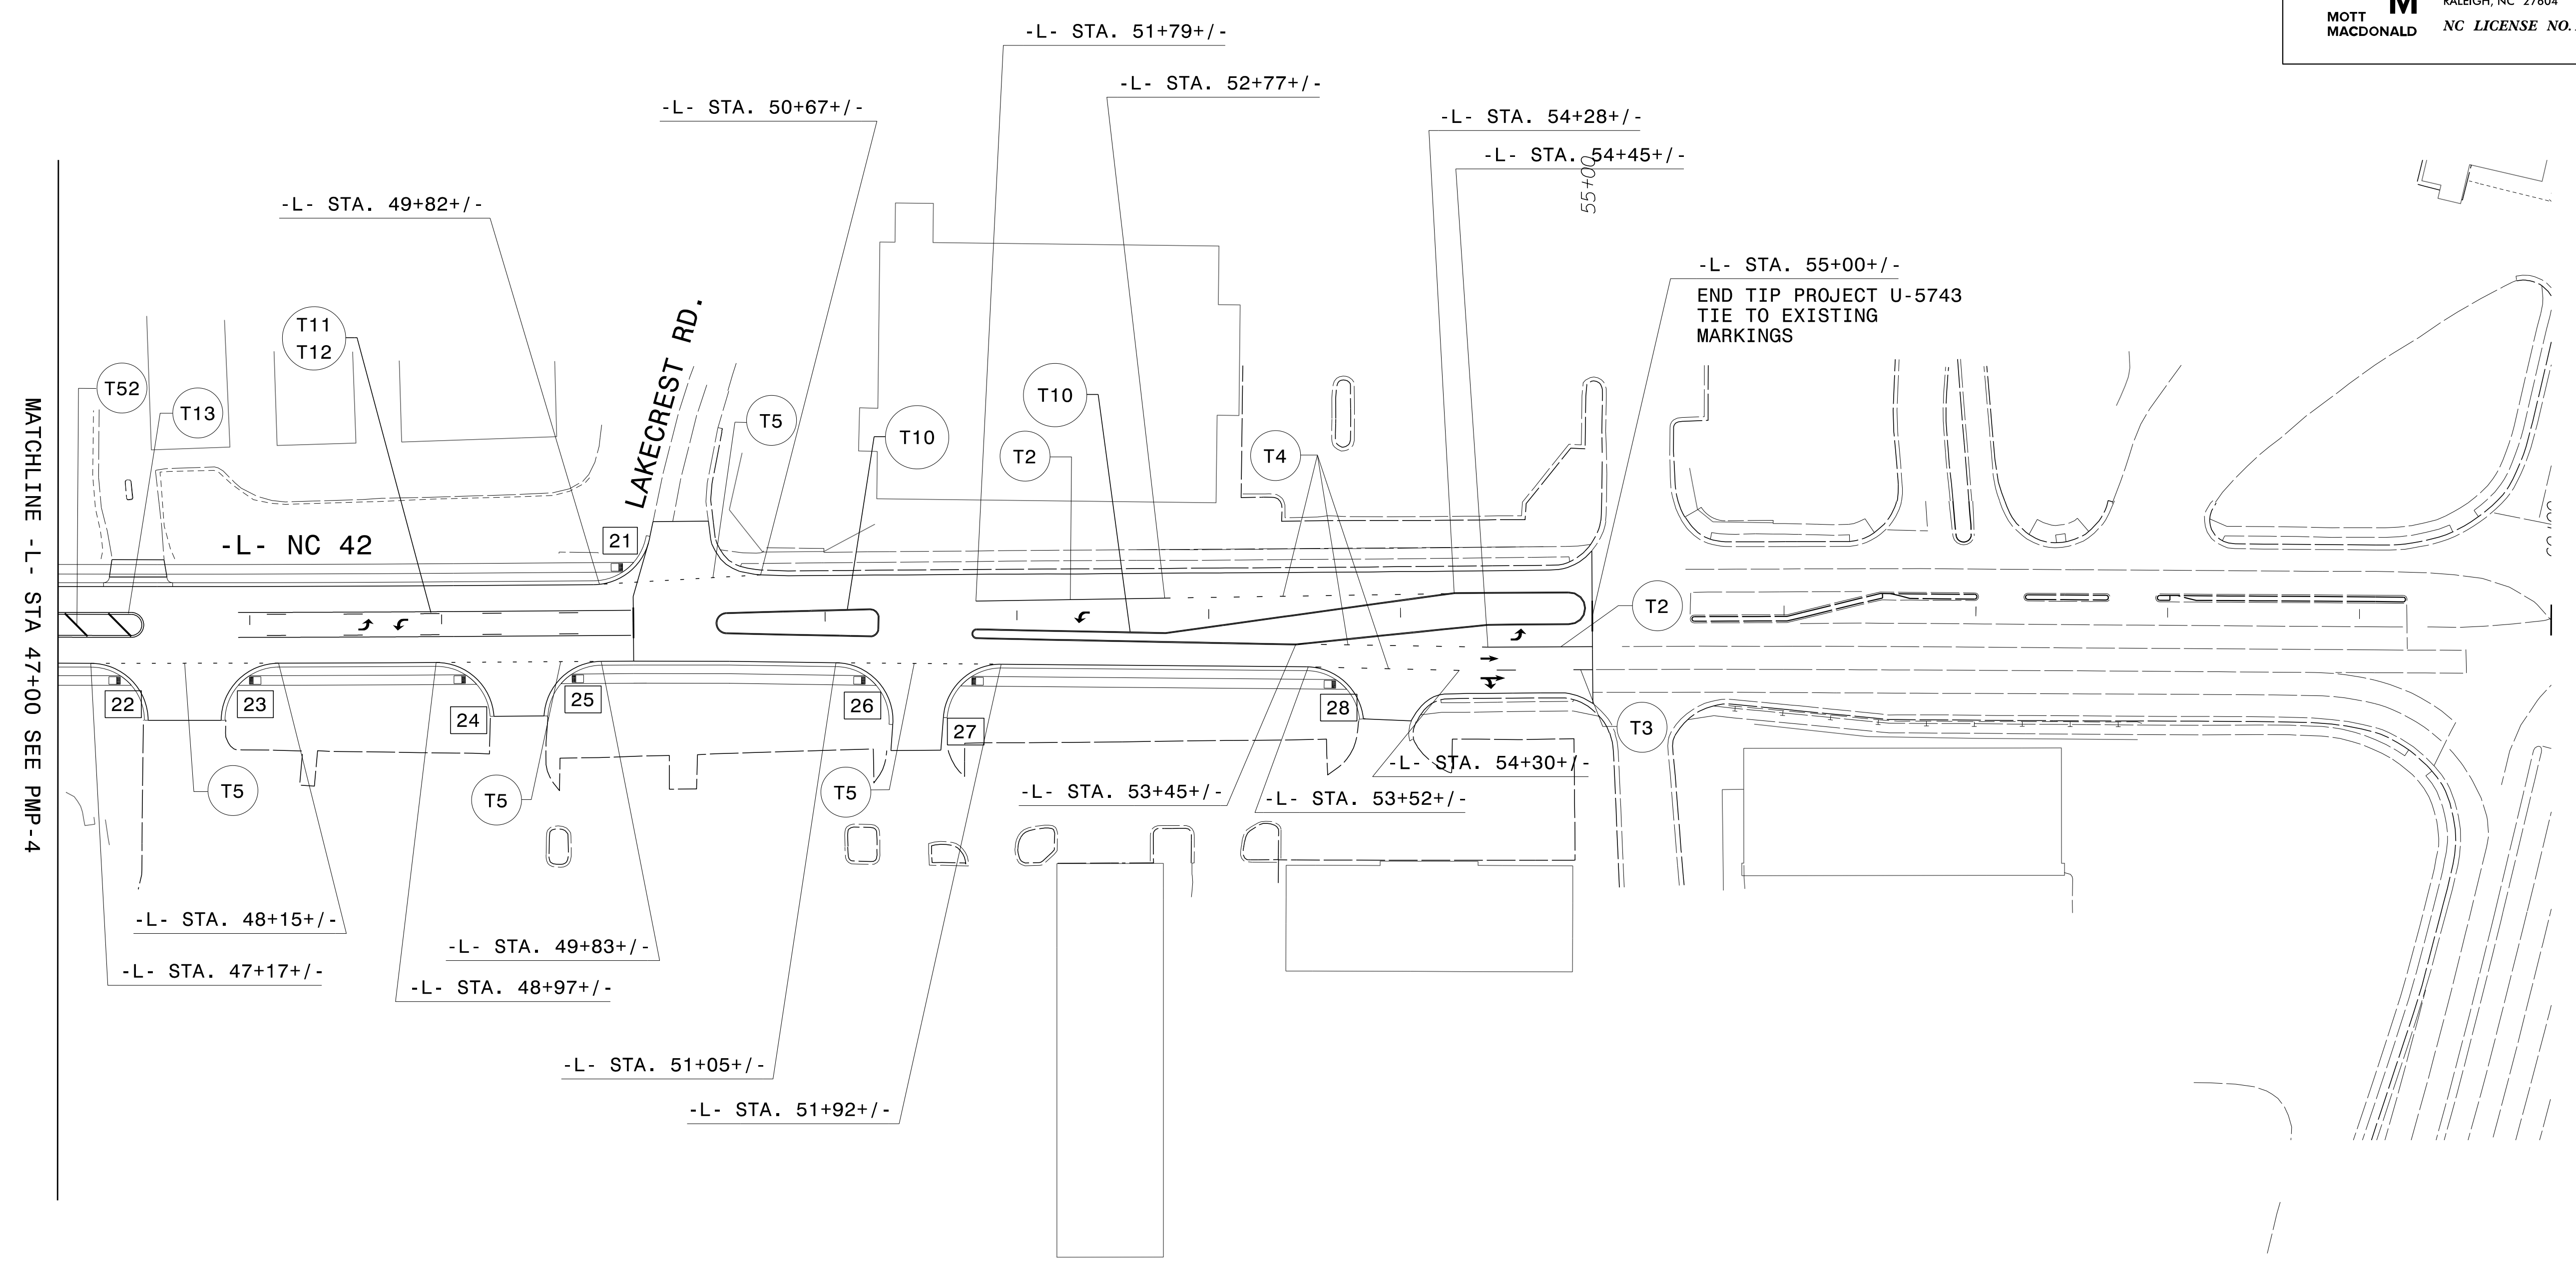 MOTT
MACDONALD
M
RALEIGH, NC 27604
NC LICENSE NO.
-L- STA. 51+79+/-
-L- STA. 52+77+/-
-L- STA. 50+67+/-
-L- STA. 54+28+/-
-L- STA. 54+45+/-
55+00
-L- STA. 49+82+/-
-L- STA. 55+00+/-
END TIP PROJECT U-5743
TIE TO EXISTING
MARKINGS
LAKECREST RD.
T11
T12
T52
T13
T5
T10
T10
T2
T4
MATCHLINE -L- STA 47+00 SEE PMP-4
-L- NC 42
21
T2
22
23
24
25
26
27
28
T3
T5
T5
T5
-L- STA. 54+30+/-
-L- STA. 53+45+/-
-L- STA. 53+52+/-
-L- STA. 48+15+/-
-L- STA. 49+83+/-
-L- STA. 47+17+/-
-L- STA. 48+97+/-
-L- STA. 51+05+/-
-L- STA. 51+92+/-